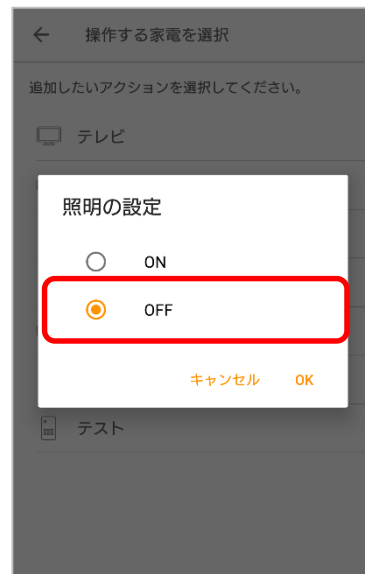 操作する家電を選択
追加したいアクションを選択してください。
テレビ
照明の設定
ON
OFF
キャンセル OK
テスト